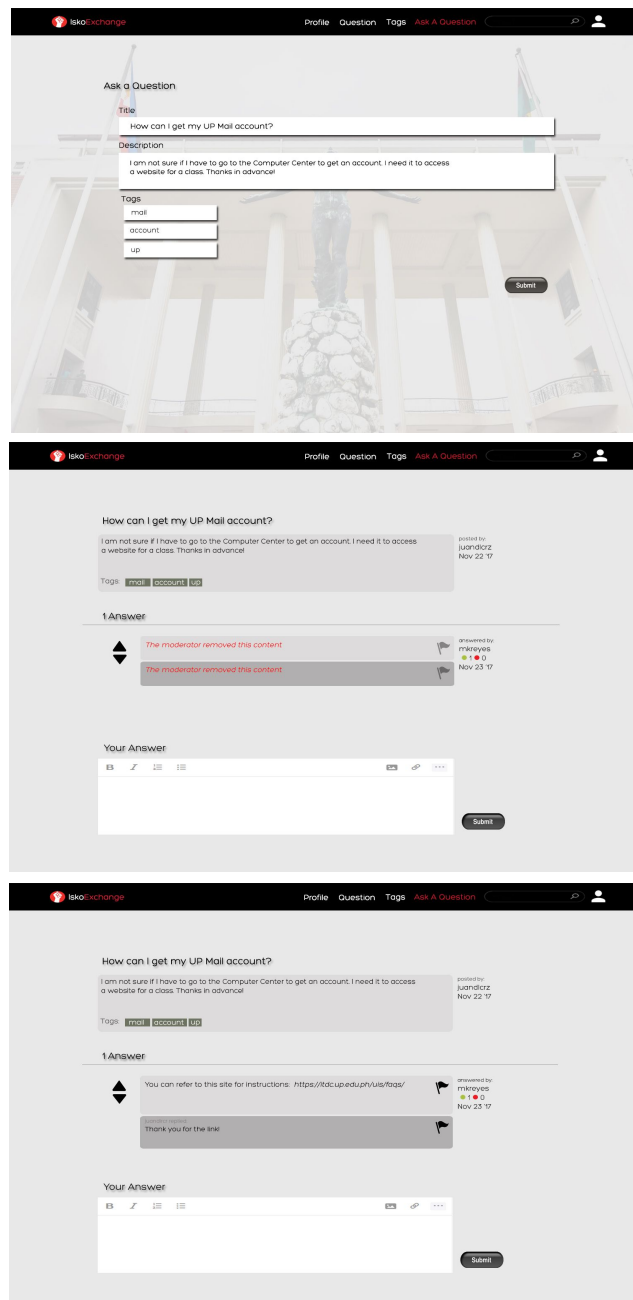 IskoExchange
Profile Question Tags Ask A Question
Ask a Question
Title
How can I get my UP Mail account?
Description
I am not sure if I have to go to the Computer Center to get an account. I need it to access
a website for a class. Thanks in advance!
Tags
mail
account
up
Submit
IskoExchange
Profile Question Tags Ask A Question
How can I get my UP Mail account?
I am not sure if I have to go to the Computer Center to get an account. I need it to access
a website for a class. Thanks in advance!
posted by:
juandlcrz
Nov 22 '17
Tags: mail account up
1 Answer
The moderator removed this content
The moderator removed this content
answered by:
mkreyes
1 0
Nov 23 '17
Your Answer
B I
Submit
IskoExchange
Profile Question Tags Ask A Question
How can I get my UP Mail account?
I am not sure if I have to go to the Computer Center to get an account. I need it to access
a website for a class. Thanks in advance!
posted by:
juandlcrz
Nov 22 '17
Tags: mail account up
1 Answer
You can refer to this site for instructions: https://itdc.up.edu.ph/uis/faqs/
answered by:
mkreyes
1 0
Nov 23 '17
replied:
Thank you for the link!
Your Answer
B I
Submit